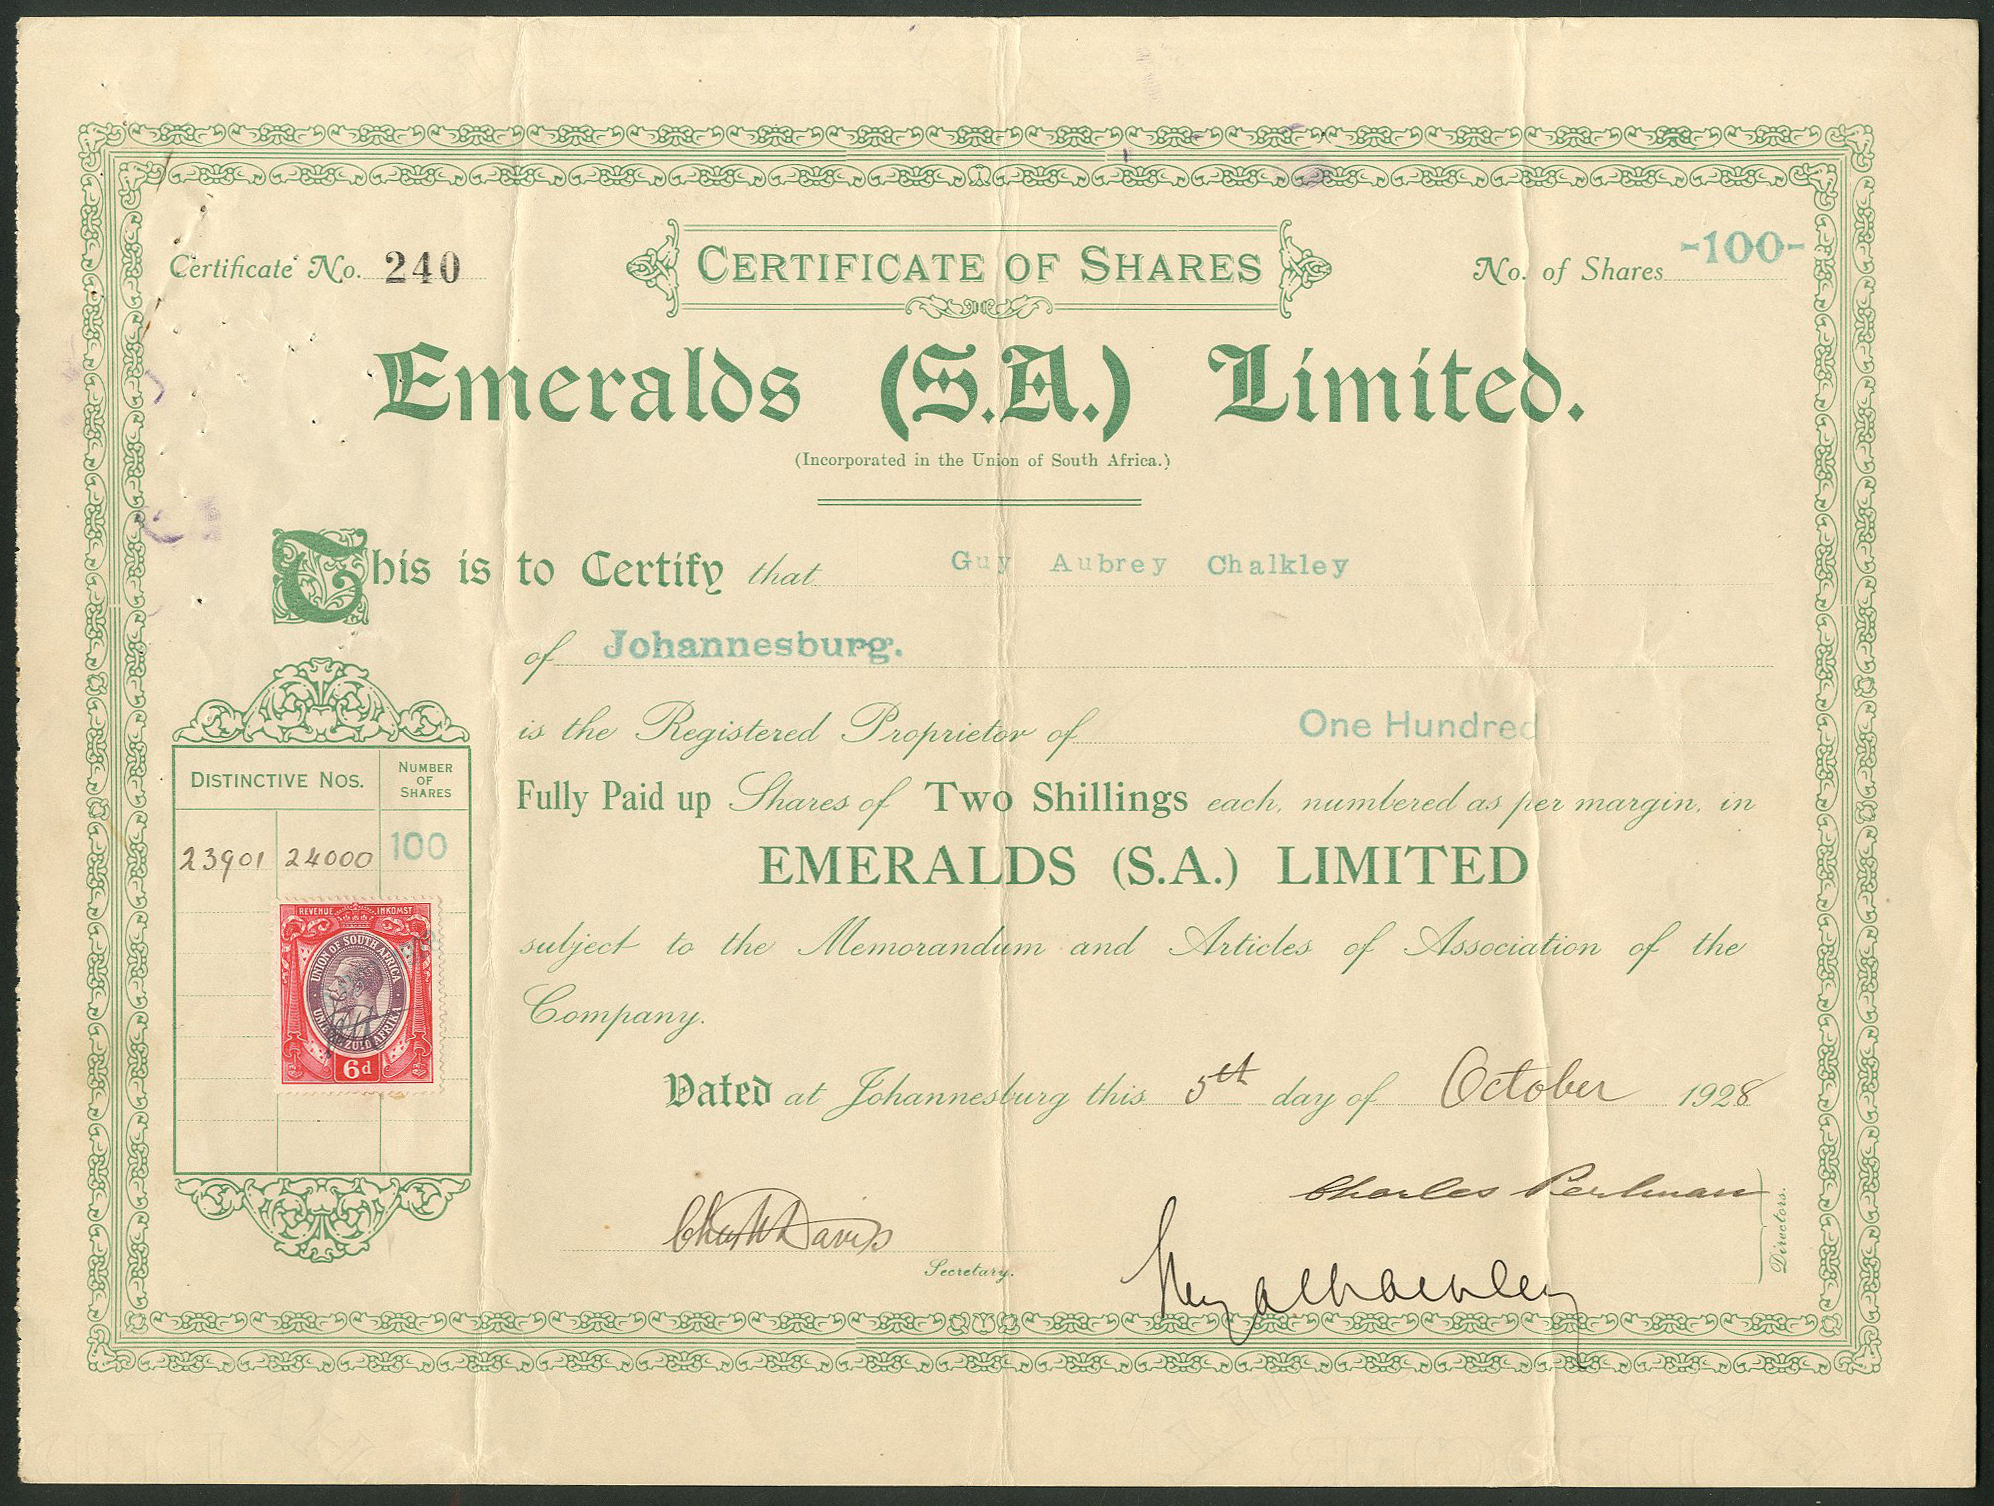 Certificate No. 240
CERTIFICATE OF SHARES
No. of Shares -100-
Emeralds (S.A.) Limited.
(Incorporated in the Union of South Africa.)
This is to Certify that Guy Aubrey Chalkley
of Johannesburg.
is the Registered Proprietor of One Hundred
Fully Paid up Shares of Two Shillings each, numbered as per margin, in
EMERALDS (S.A.) LIMITED
subject to the Memorandum and Articles of Association of the
Company.
Dated at Johannesburg this 5th day of October 1928
DISTINCTIVE NOS.
NUMBER OF SHARES
23901 24000 100
REVENUE INKOMST
UNION OF SOUTH AFRICA
AFRIKA
6d
Davis
Secretary.
Charles Perlman
Directors.